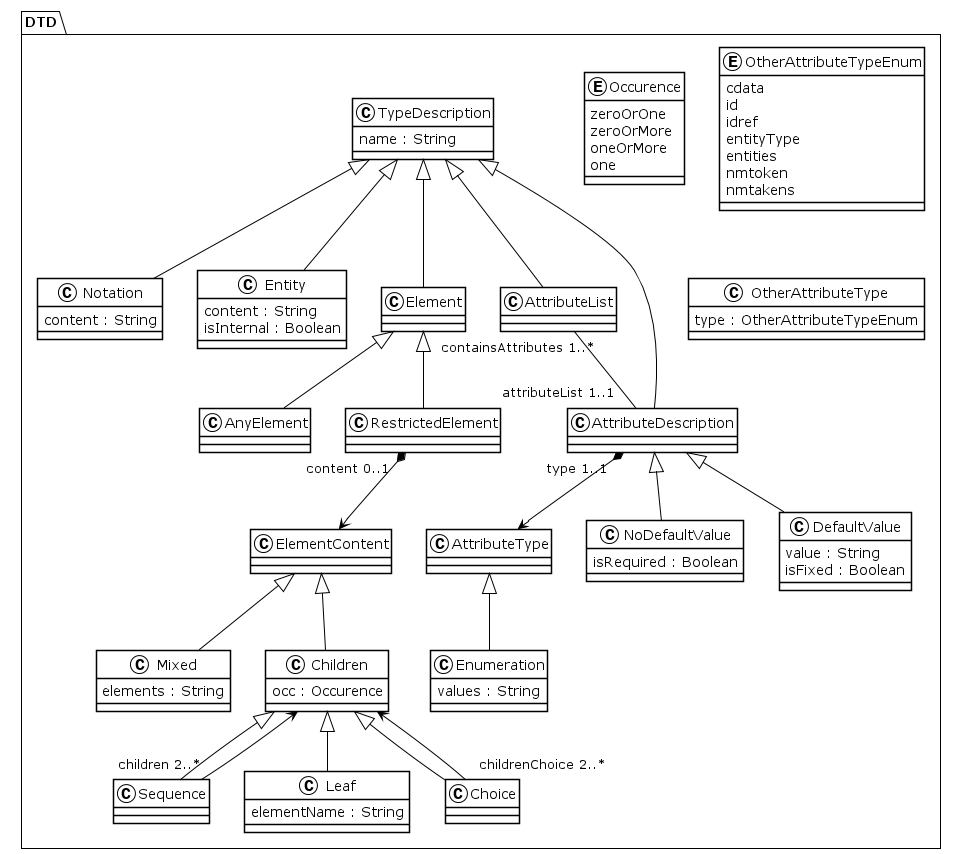 DTD
E OtherAttributeTypeEnum
cdata
id
idref
entityType
entities
nmtoken
nmtakens
E Occurence
zeroOrOne
zeroOrMore
oneOrMore
one
C TypeDescription
name : String
C Notation
content : String
C Entity
content : String
isInternal : Boolean
C Element
C AttributeList
C OtherAttributeType
type : OtherAttributeTypeEnum
containsAttributes 1..*
attributeList 1..1
C AnyElement
C RestrictedElement
C AttributeDescription
content 0..1
type 1..1
C ElementContent
C AttributeType
C NoDefaultValue
isRequired : Boolean
C DefaultValue
value : String
isFixed : Boolean
C Mixed
elements : String
C Children
occ : Occurence
C Enumeration
values : String
children 2..*
childrenChoice 2..*
C Sequence
C Leaf
elementName : String
C Choice